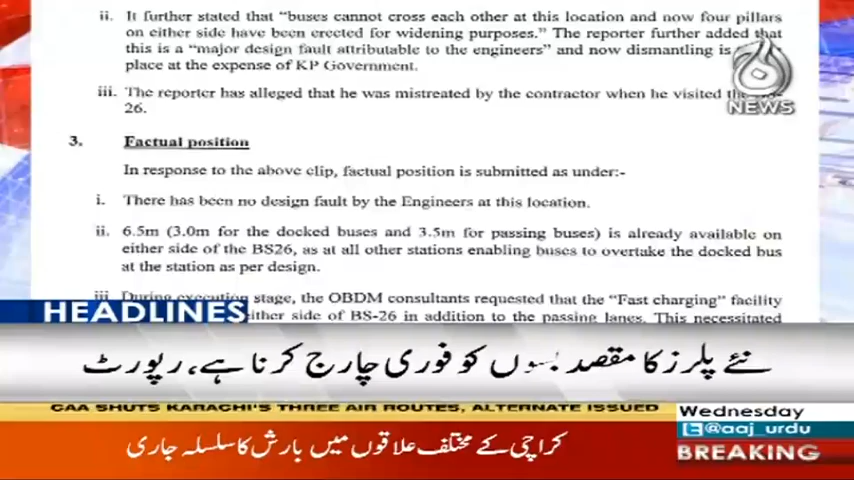 ii. It further stated that "buses cannot cross each other at this location and now four pillars
on either side have been erected for widening purposes." The reporter further added that
this is a "major design fault attributable to the engineers" and now dismantling is
place at the expense of KP Government.
iii. The reporter has alleged that he was mistreated by the contractor when he visited the
26.
NEWS
3. Factual position
In response to the above clip, factual position is submitted as under:-
i. There has been no design fault by the Engineers at this location.
ii. 6.5m (3.0m for the docked buses and 3.5m for passing buses) is already available on
either side of the BS26, as at all other stations enabling buses to overtake the docked bus
at the station as per design.
iii During execution stage, the OBDM consultants requested that the "Fast charging" facility
either side of BS-26 in addition to the passing lanes. This necessitated
HEADLINES
نئے پلرز کا مقصد بسوں کو فوری چارج کرنا ہے، رپورٹ
CAA SHUTS KARACHI'S THREE AIR ROUTES, ALTERNATE ISSUED
Wednesday
@aaj_urdu
BREAKING
کراچی کے مختلف علاقوں میں بارش کا سلسلہ جاری